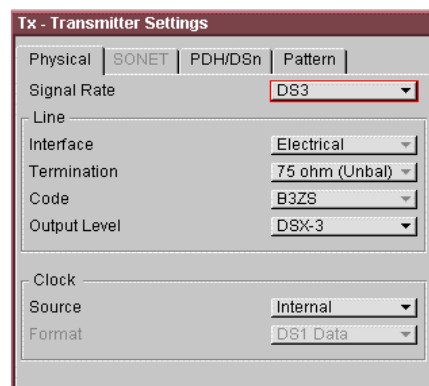 Tx - Transmitter Settings
Physical SONET PDH/DSn Pattern
Signal Rate DS3
Line
Interface Electrical
Termination 75 ohm (Unbal)
Code B3ZS
Output Level DSX-3
Clock
Source Internal
Format DS1 Data